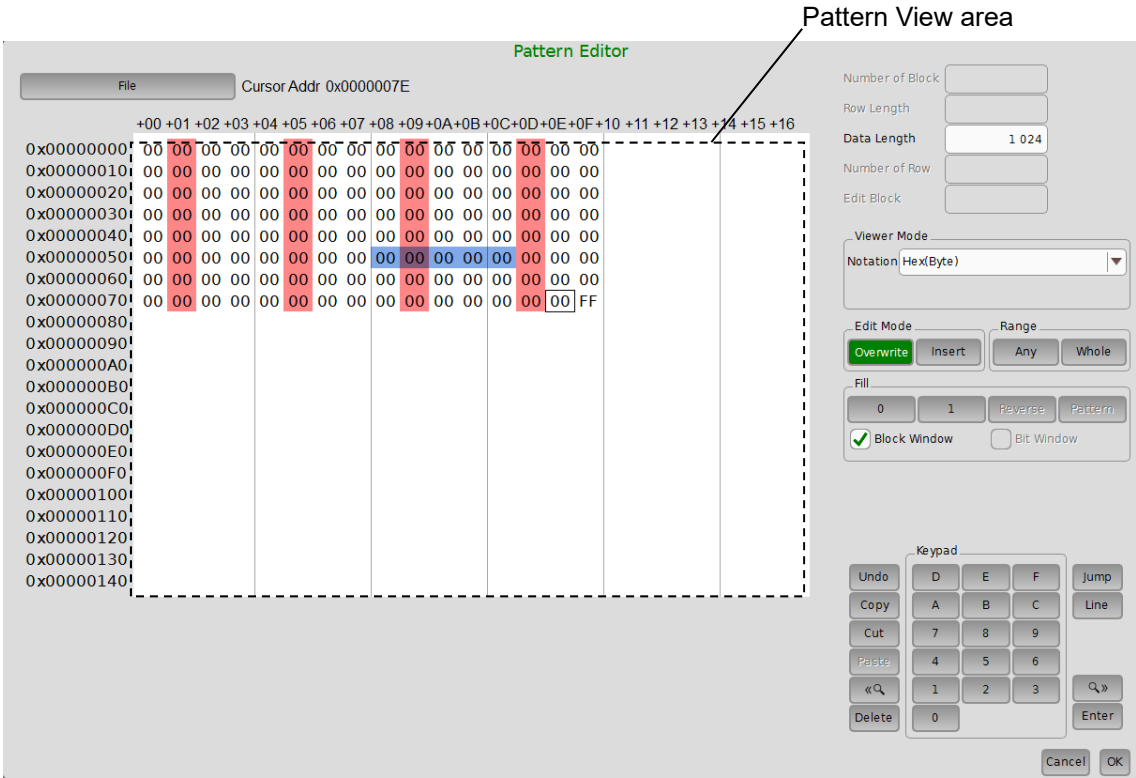 Pattern View area
Pattern Editor
File
Cursor Addr 0x0000007E
+00 +01 +02 +03 +04 +05 +06 +07 +08 +09+0A+0B+0C+0D+0E+0F+10 +11 +12 +13 +14 +15 +16
0x00000000 00 00 00 00 00 00 00 00 00 00 00 00 00 00 00 00
0x00000010 00 00 00 00 00 00 00 00 00 00 00 00 00 00 00 00
0x00000020 00 00 00 00 00 00 00 00 00 00 00 00 00 00 00 00
0x00000030 00 00 00 00 00 00 00 00 00 00 00 00 00 00 00 00
0x00000040 00 00 00 00 00 00 00 00 00 00 00 00 00 00 00 00
0x00000050 00 00 00 00 00 00 00 00 00 00 00 00 00 00 00 00
0x00000060 00 00 00 00 00 00 00 00 00 00 00 00 00 00 00 00
0x00000070 00 00 00 00 00 00 00 00 00 00 00 00 00 00 00 FF
0x00000080
0x00000090
0x000000A0
0x000000B0
0x000000C0
0x000000D0
0x000000E0
0x000000F0
0x00000100
0x00000110
0x00000120
0x00000130
0x00000140
Number of Block
Row Length
Data Length 1 024
Number of Row
Edit Block
Viewer Mode
Notation Hex(Byte)
Edit Mode
Overwrite Insert
Range
Any Whole
Fill
0 1 Reverse Pattern
Block Window Bit Window
Keypad
Undo D E F Jump
Copy A B C Line
Cut 7 8 9
Paste 4 5 6
« 1 2 3 »
Delete 0 Enter
Cancel OK